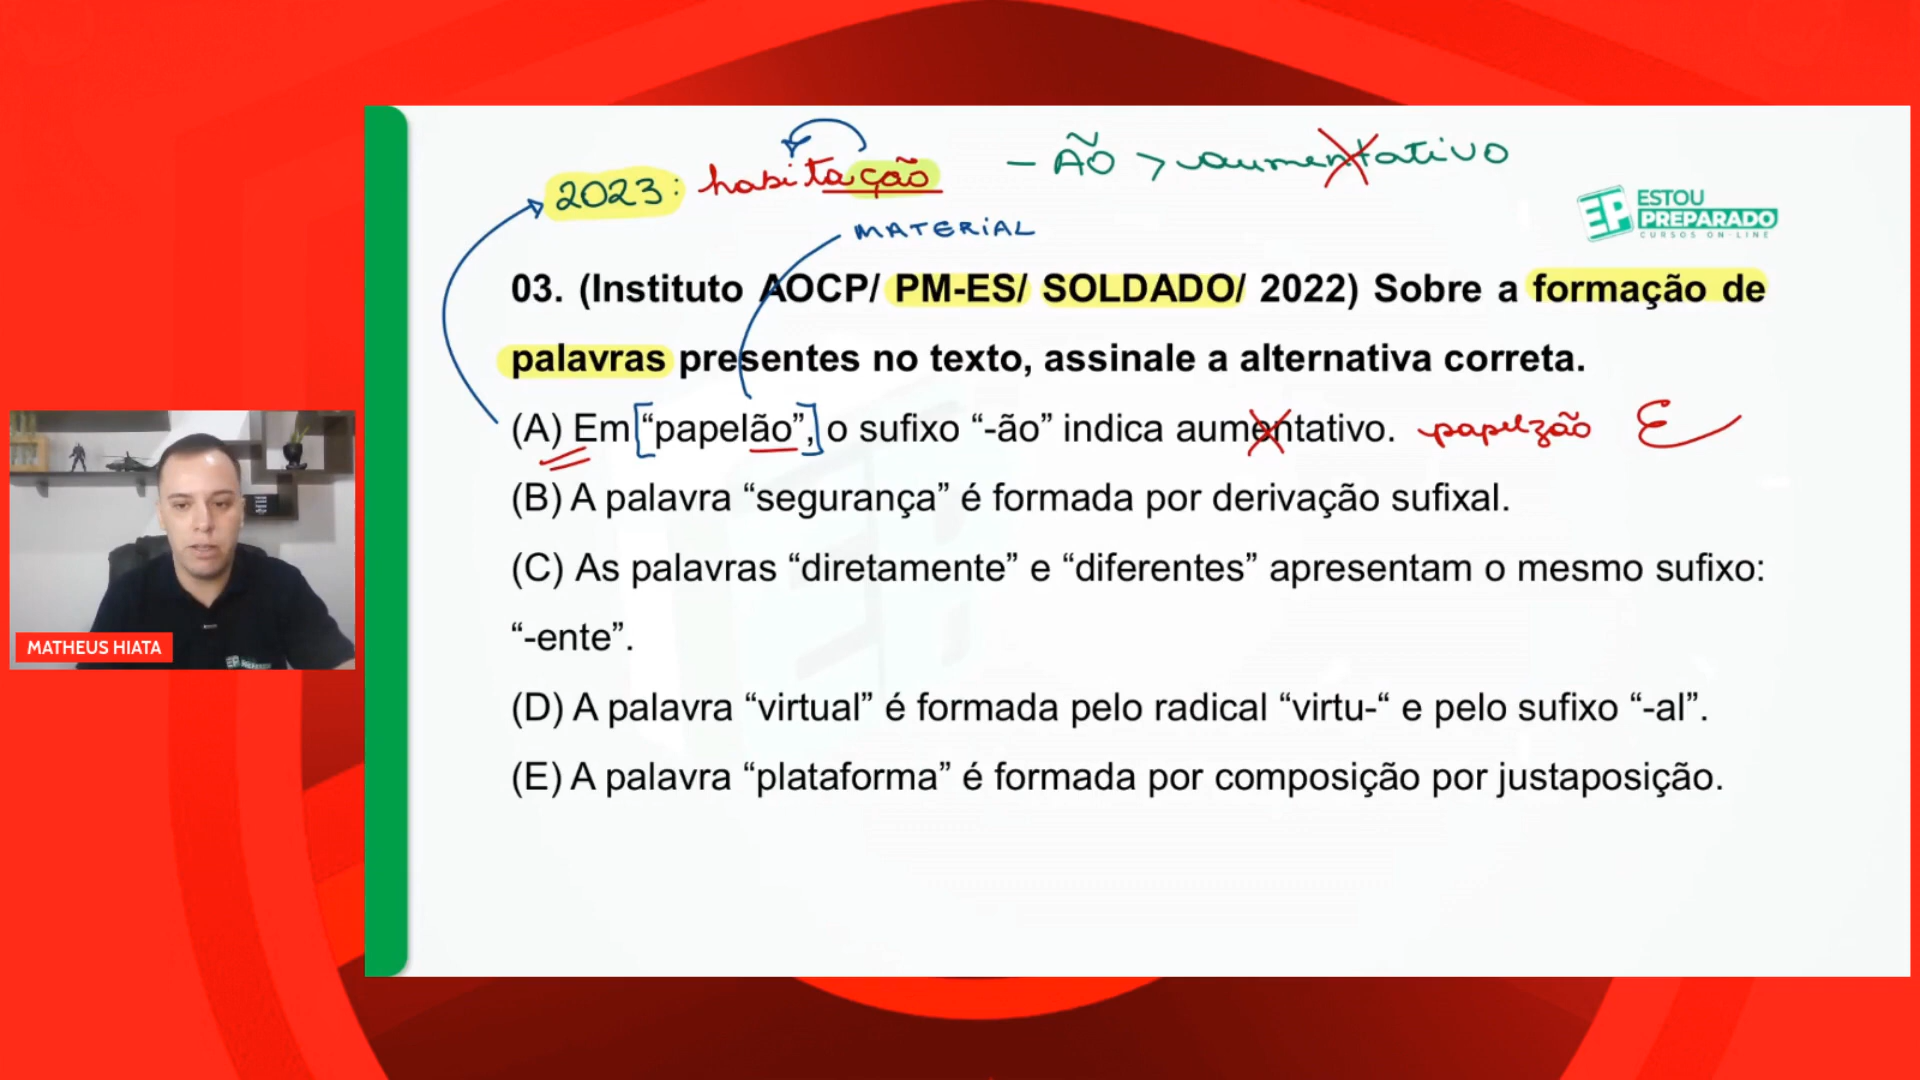 2023: habitação - ÃO > aumentativo
ESTOU
PREPARADO
CURSOS ON-LINE
MATERIAL
03. (Instituto AOCP/ PM-ES/ SOLDADO/ 2022) Sobre a formação de
palavras presentes no texto, assinale a alternativa correta.
(A) Em [“papelão”,] o sufixo “-ão” indica aumentativo. papelzão E
(B) A palavra “segurança” é formada por derivação sufixal.
(C) As palavras “diretamente” e “diferentes” apresentam o mesmo sufixo:
“-ente”.
(D) A palavra “virtual” é formada pelo radical “virtu-“ e pelo sufixo “-al”.
(E) A palavra “plataforma” é formada por composição por justaposição.
MATHEUS HIATA